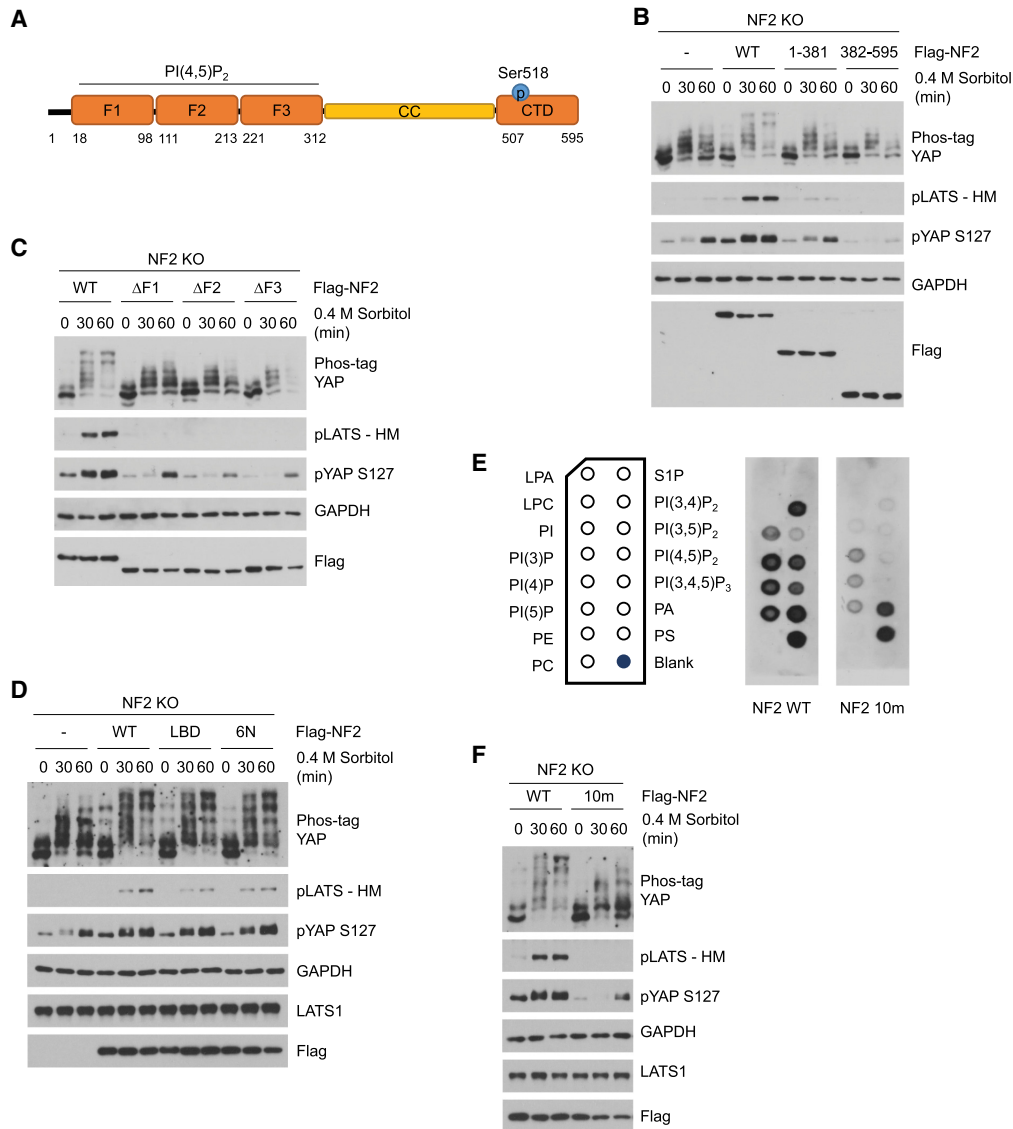 A
PI(4,5)P2
Ser518
p
F1 F2 F3 CC CTD
1 18 98 111 213 221 312 507 595
B
NF2 KO
- WT 1-381 382-595 Flag-NF2
0 30 60 0 30 60 0 30 60 0 30 60 0.4 M Sorbitol
(min)
Phos-tag
YAP
pLATS - HM
pYAP S127
GAPDH
Flag
C
NF2 KO
WT ΔF1 ΔF2 ΔF3 Flag-NF2
0 30 60 0 30 60 0 30 60 0 30 60 0.4 M Sorbitol
(min)
Phos-tag
YAP
pLATS - HM
pYAP S127
GAPDH
Flag
E
LPA S1P
LPC PI(3,4)P2
PI PI(3,5)P2
PI(3)P PI(4,5)P2
PI(4)P PI(3,4,5)P3
PI(5)P PA
PE PS
PC Blank
NF2 WT NF2 10m
D
NF2 KO
- WT LBD 6N Flag-NF2
0 30 60 0 30 60 0 30 60 0 30 60 0.4 M Sorbitol
(min)
Phos-tag
YAP
pLATS - HM
pYAP S127
GAPDH
LATS1
Flag
F
NF2 KO
WT 10m Flag-NF2
0 30 60 0 30 60 0.4 M Sorbitol
(min)
Phos-tag
YAP
pLATS - HM
pYAP S127
GAPDH
LATS1
Flag